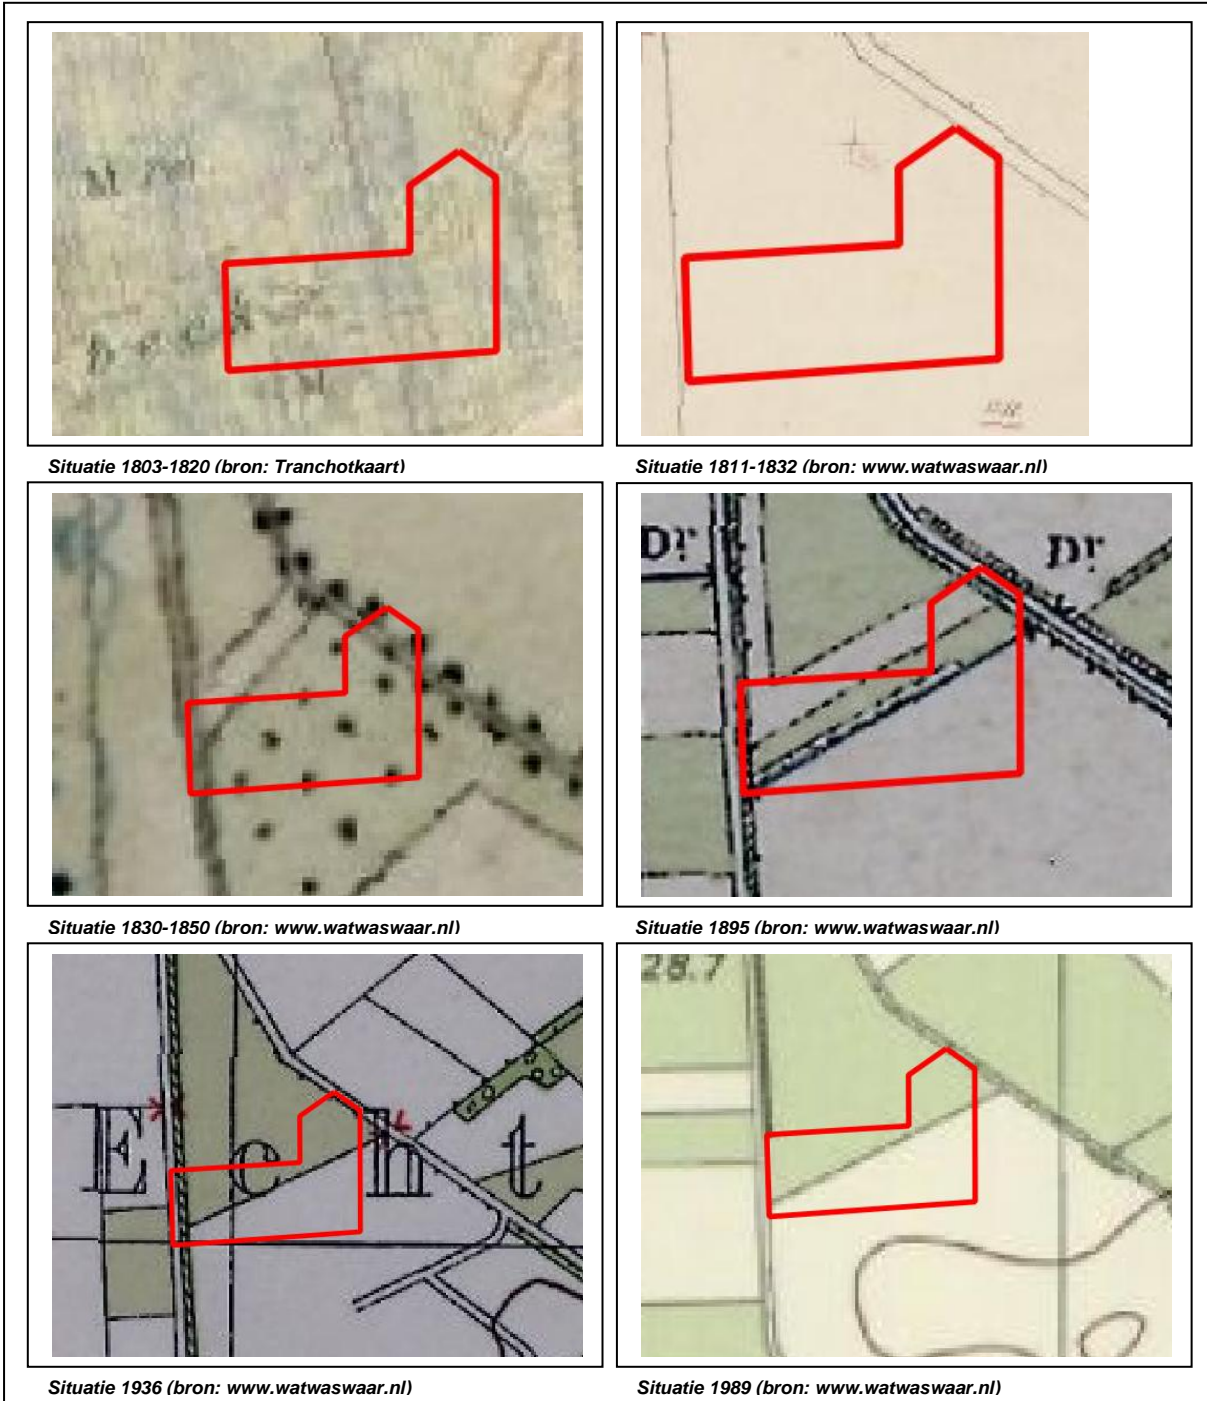 Situatie 1803-1820 (bron: Tranchotkaart)
Situatie 1811-1832 (bron: www.watwaswaar.nl)
Situatie 1830-1850 (bron: www.watwaswaar.nl)
Dr
Dr
Situatie 1895 (bron: www.watwaswaar.nl)
E c h t
28.7
Situatie 1936 (bron: www.watwaswaar.nl)
Situatie 1989 (bron: www.watwaswaar.nl)